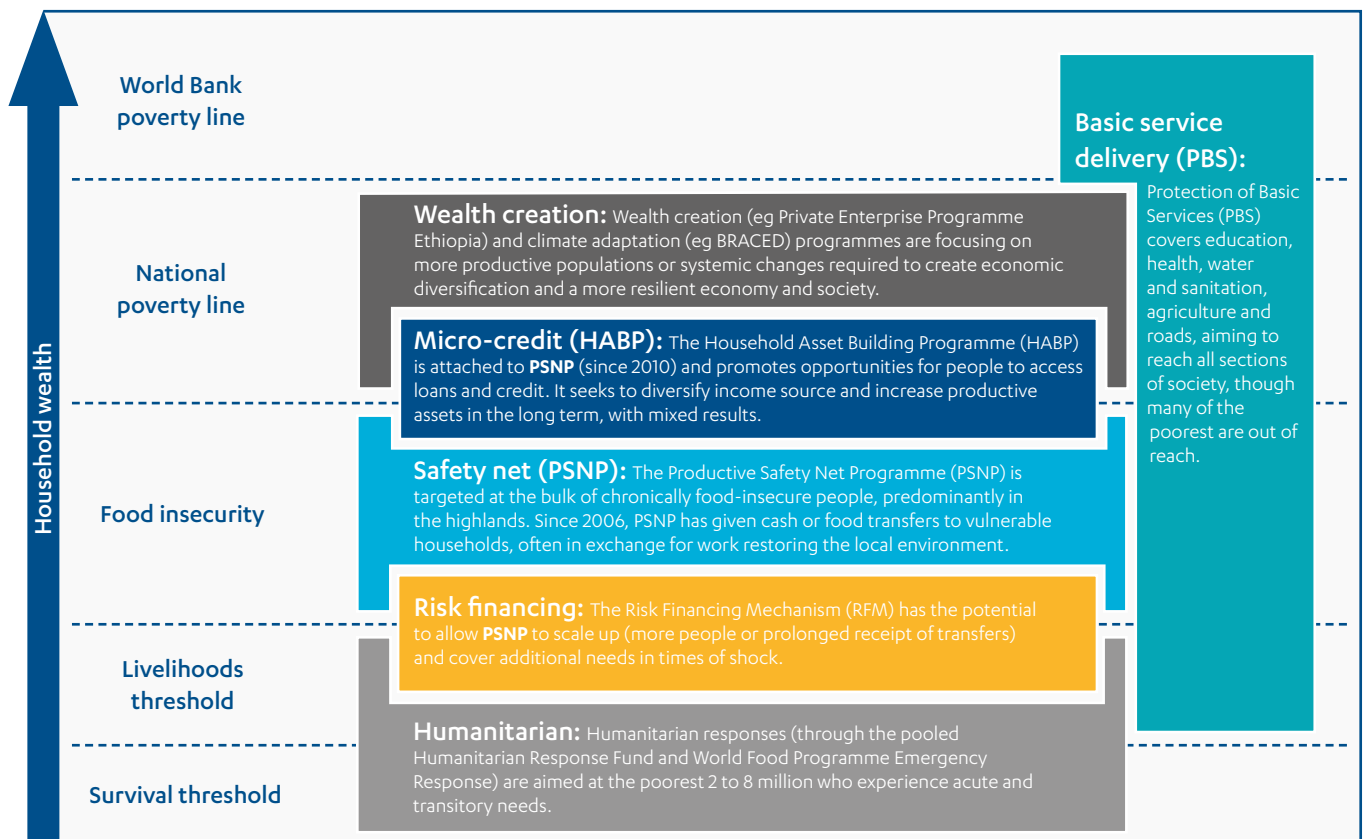 Household wealth
World Bank
poverty line
National
poverty line
Food insecurity
Livelihoods
threshold
Survival threshold
Wealth creation: Wealth creation (eg Private Enterprise Programme
Ethiopia) and climate adaptation (eg BRACED) programmes are focusing on
more productive populations or systemic changes required to create economic
diversification and a more resilient economy and society.
Micro-credit (HABP): The Household Asset Building Programme (HABP)
is attached to PSNP (since 2010) and promotes opportunities for people to access
loans and credit. It seeks to diversify income source and increase productive
assets in the long term, with mixed results.
Safety net (PSNP): The Productive Safety Net Programme (PSNP) is
targeted at the bulk of chronically food-insecure people, predominantly in
the highlands. Since 2006, PSNP has given cash or food transfers to vulnerable
households, often in exchange for work restoring the local environment.
Risk financing: The Risk Financing Mechanism (RFM) has the potential
to allow PSNP to scale up (more people or prolonged receipt of transfers)
and cover additional needs in times of shock.
Humanitarian: Humanitarian responses (through the pooled
Humanitarian Response Fund and World Food Programme Emergency
Response) are aimed at the poorest 2 to 8 million who experience acute and
transitory needs.
Basic service
delivery (PBS):
Protection of Basic
Services (PBS)
covers education,
health, water
and sanitation,
agriculture and
roads, aiming to
reach all sections
of society, though
many of the
poorest are out of
reach.